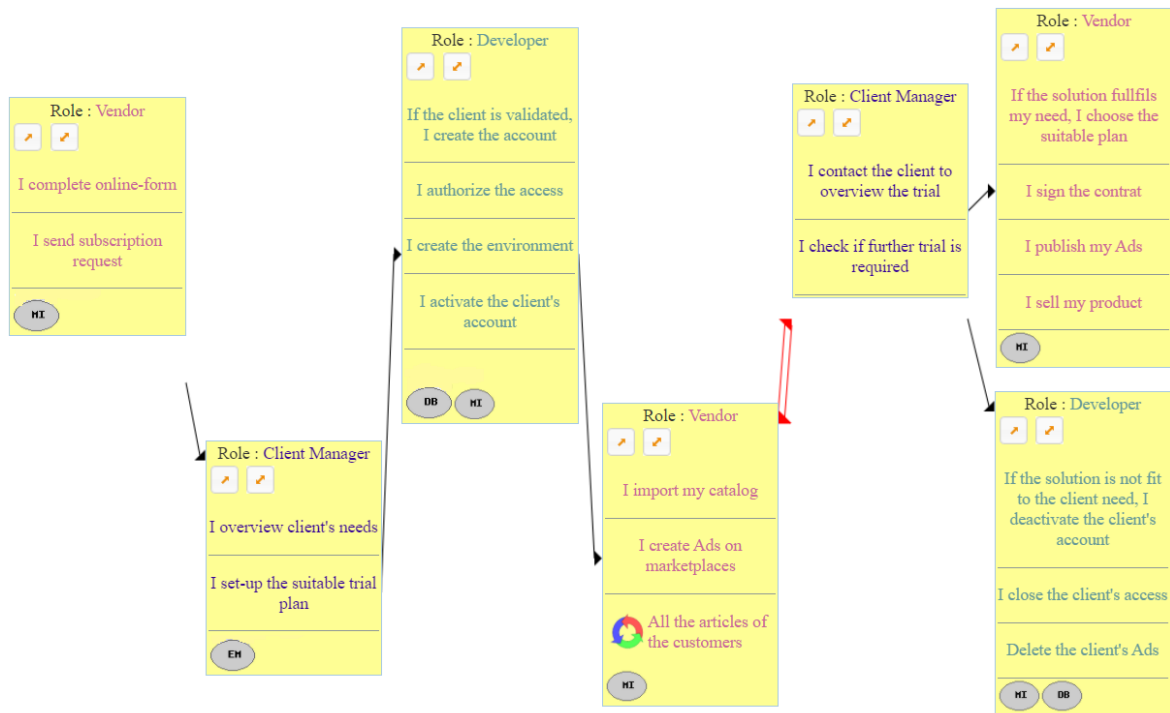 Role : Vendor
I complete online-form
I send subscription
request
MI
Role : Client Manager
I overview client's needs
I set-up the suitable trial
plan
EM
Role : Developer
If the client is validated,
I create the account
I authorize the access
I create the environment
I activate the client's
account
DB MI
Role : Vendor
I import my catalog
I create Ads on
marketplaces
All the articles of
the customers
MI
Role : Client Manager
I contact the client to
overview the trial
I check if further trial is
required
Role : Vendor
If the solution fullfils
my need, I choose the
suitable plan
I sign the contrat
I publish my Ads
I sell my product
MI
Role : Developer
If the solution is not fit
to the client need, I
deactivate the client's
account
I close the client's access
Delete the client's Ads
MI DB